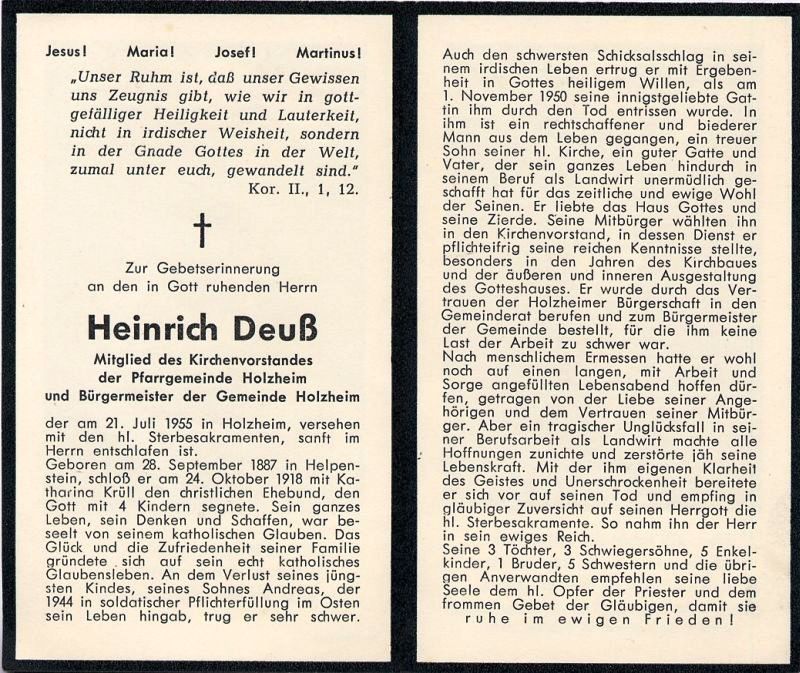 Jesus! Maria! Josef! Martinus!
„Unser Ruhm ist, daß unser Gewissen
uns Zeugnis gibt, wie wir in gott-
gefälliger Heiligkeit und Lauterkeit,
nicht in irdischer Weisheit, sondern
in der Gnade Gottes in der Welt,
zumal unter euch, gewandelt sind.“
Kor. II., 1, 12.
Zur Gebetserinnerung
an den in Gott ruhenden Herrn
Heinrich Deuß
Mitglied des Kirchenvorstandes
der Pfarrgemeinde Holzheim
und Bürgermeister der Gemeinde Holzheim
der am 21. Juli 1955 in Holzheim, versehen
mit den hl. Sterbesakramenten, sanft im
Herrn entschlafen ist.
Geboren am 28. September 1887 in Helpen-
stein, schloß er am 24. Oktober 1918 mit Ka-
tharina Krüll den christlichen Ehebund, den
Gott mit 4 Kindern segnete. Sein ganzes
Leben, sein Denken und Schaffen, war be-
seelt von seinem katholischen Glauben. Das
Glück und die Zufriedenheit seiner Familie
gründete sich auf sein echt katholisches
Glaubensleben. An dem Verlust seines jüng-
sten Kindes, seines Sohnes Andreas, der
1944 in soldatischer Pflichterfüllung im Osten
sein Leben hingab, trug er sehr schwer.
Auch den schwersten Schicksalsschlag in sei-
nem irdischen Leben ertrug er mit Ergeben-
heit in Gottes heiligem Willen, als am
1. November 1950 seine innigstgeliebte Gat-
tin ihm durch den Tod entrissen wurde. In
ihm ist ein rechtschaffener und biederer
Mann aus dem Leben gegangen, ein treuer
Sohn seiner hl. Kirche, ein guter Gatte und
Vater, der sein ganzes Leben hindurch in
seinem Beruf als Landwirt unermüdlich ge-
schafft hat für das zeitliche und ewige Wohl
der Seinen. Er liebte das Haus Gottes und
seine Zierde. Seine Mitbürger wählten ihn
in den Kirchenvorstand, in dessen Dienst er
pflichteifrig seine reichen Kenntnisse stellte,
besonders in den Jahren des Kirchbaues
und der äußeren und inneren Ausgestaltung
des Gotteshauses. Er wurde durch das Ver-
trauen der Holzheimer Bürgerschaft in den
Gemeinderat berufen und zum Bürgermeister
der Gemeinde bestellt, für die ihm keine
Last der Arbeit zu schwer war.
Nach menschlichem Ermessen hatte er wohl
noch auf einen langen, mit Arbeit und
Sorge angefüllten Lebensabend hoffen dür-
fen, getragen von der Liebe seiner Ange-
hörigen und dem Vertrauen seiner Mitbür-
ger. Aber ein tragischer Unglücksfall in sei-
ner Berufsarbeit als Landwirt machte alle
Hoffnungen zunichte und zerstörte jäh seine
Lebenskraft. Mit der ihm eigenen Klarheit
des Geistes und Unerschrockenheit bereitete
er sich vor auf seinen Tod und empfing in
gläubiger Zuversicht auf seinen Herrgott die
hl. Sterbesakramente. So nahm ihn der Herr
in sein ewiges Reich.
Seine 3 Töchter, 3 Schwiegersöhne, 5 Enkel-
kinder, 1 Bruder, 5 Schwestern und die übri-
gen Anverwandten empfehlen seine liebe
Seele dem hl. Opfer der Priester und dem
frommen Gebet der Gläubigen, damit sie
ruhe im ewigen Frieden!